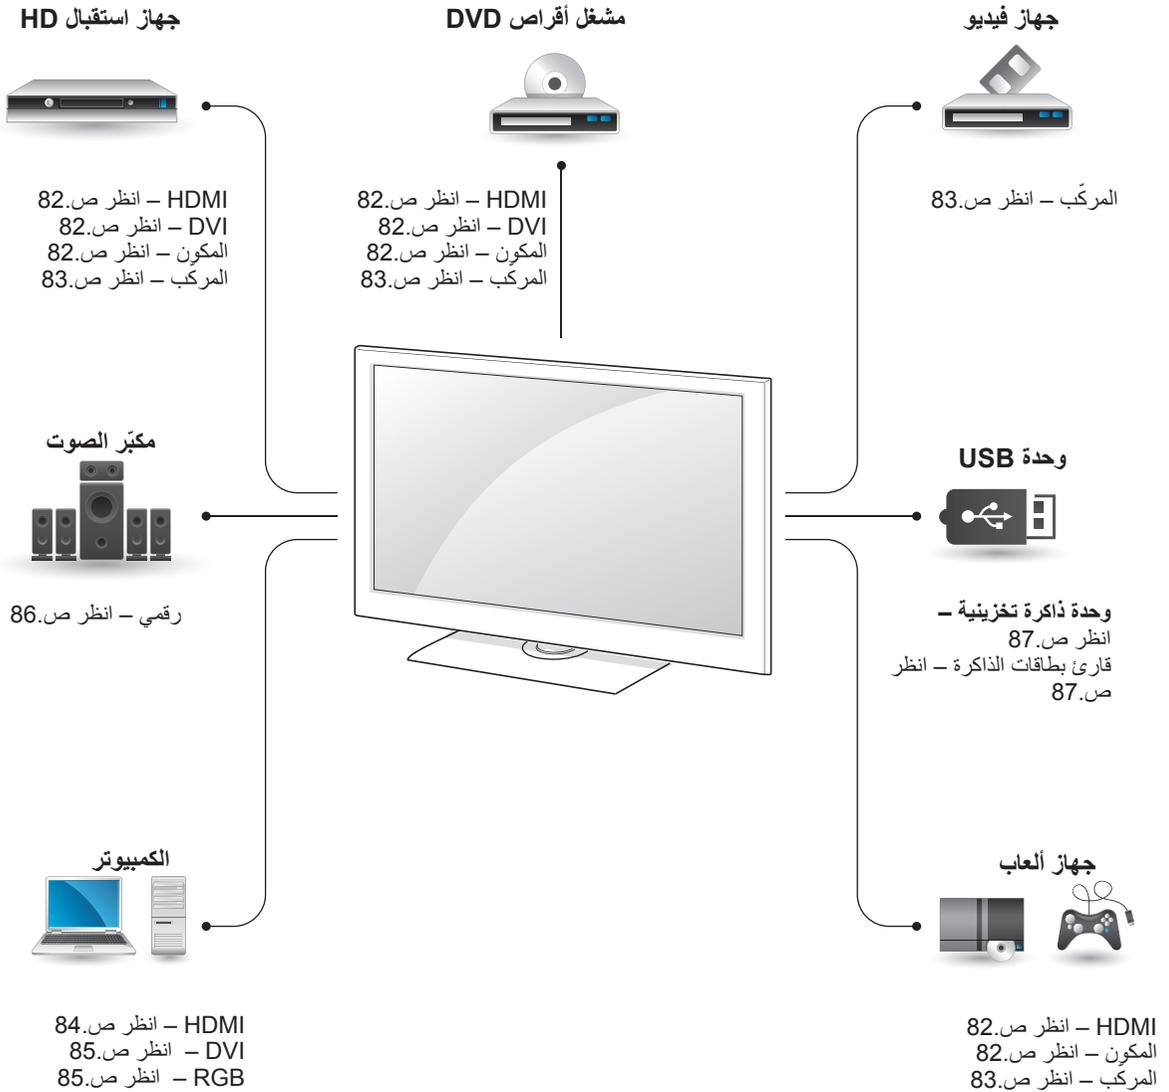 جهاز فيديو
المركّب – انظر ص.83
مشغل أقراص DVD
HDMI – انظر ص.82
DVI – انظر ص.82
المكون – انظر ص.82
المركّب – انظر ص.83
جهاز استقبال HD
HDMI – انظر ص.82
DVI – انظر ص.82
المكون – انظر ص.82
المركّب – انظر ص.83
وحدة USB
وحدة ذاكرة تخزينية –
انظر ص.87
قارئ بطاقات الذاكرة – انظر
ص.87
مكبّر الصوت
رقمي – انظر ص.86
جهاز ألعاب
HDMI – انظر ص.82
المكون – انظر ص.82
المركّب – انظر ص.83
الكمبيوتر
HDMI – انظر ص.84
DVI – انظر ص.85
RGB – انظر ص.85